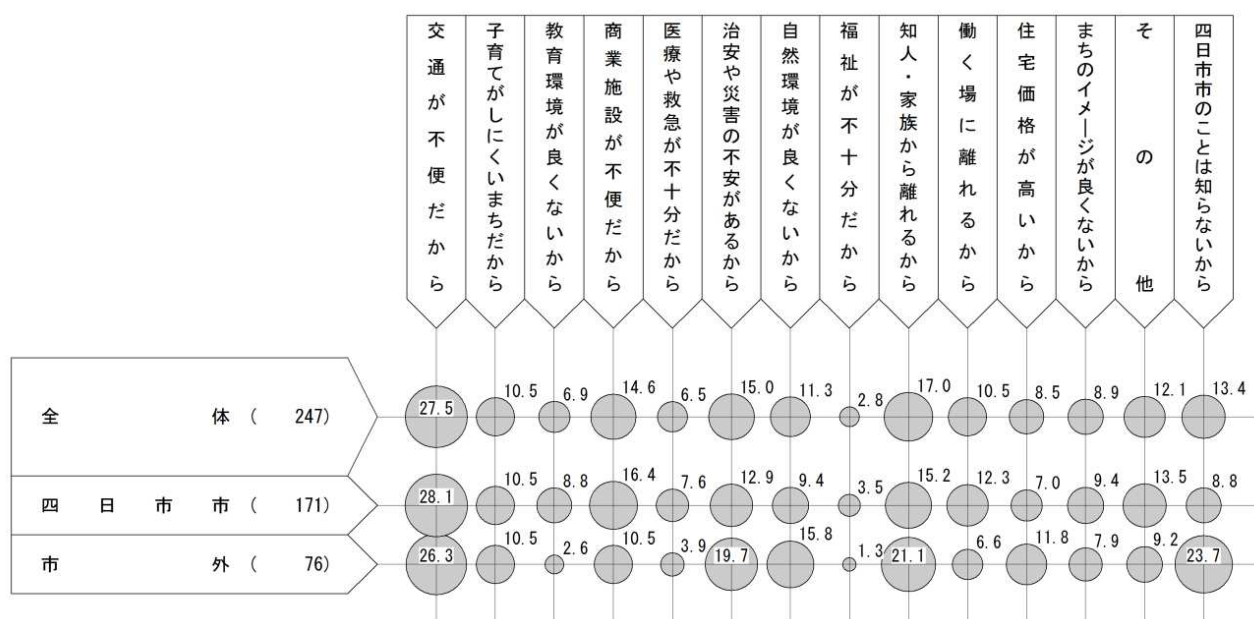 交通が不便だから
子育てがしにくいまちだから
教育環境が良くないから
商業施設が不便だから
医療や救急が不十分だから
治安や災害の不安があるから
自然環境が良くないから
福祉が不十分だから
知人・家族から離れるから
働く場に離れるから
住宅価格が高いから
まちのイメージが良くないから
その他
四日市市のことは知らないから
全体（ 247） 27.5 10.5 6.9 14.6 6.5 15.0 11.3 2.8 17.0 10.5 8.5 8.9 12.1 13.4
四日市市（ 171） 28.1 10.5 8.8 16.4 7.6 12.9 9.4 3.5 15.2 12.3 7.0 9.4 13.5 8.8
市外（ 76） 26.3 10.5 2.6 10.5 3.9 19.7 15.8 1.3 21.1 6.6 11.8 7.9 9.2 23.7